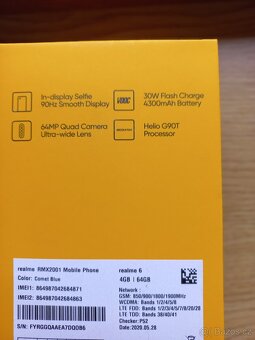 In-display Selfie
90Hz Smooth Display
VOOC
30W Flash Charge
4300mAh Battery
64MP Quad Camera
Ultra-wide Lens
MEDIATEK
Helio G90T
Processor
realme RMX2001 Mobile Phone
Color: Comet Blue
IMEI1: 864987042684871
IMEI2: 864987042684863
S/N: FYRGGQAAEA7DQOB6
realme 6
4GB | 64GB
Network :
GSM: 850/900/1800/1900MHz
WCDMA: Bands 1/2/4/5/8
LTE FDD: Bands 1/2/3/4/5/7/8/20/28
LTE TDD: Bands 38/40/41
Checker: P52
Date: 2020.05.28